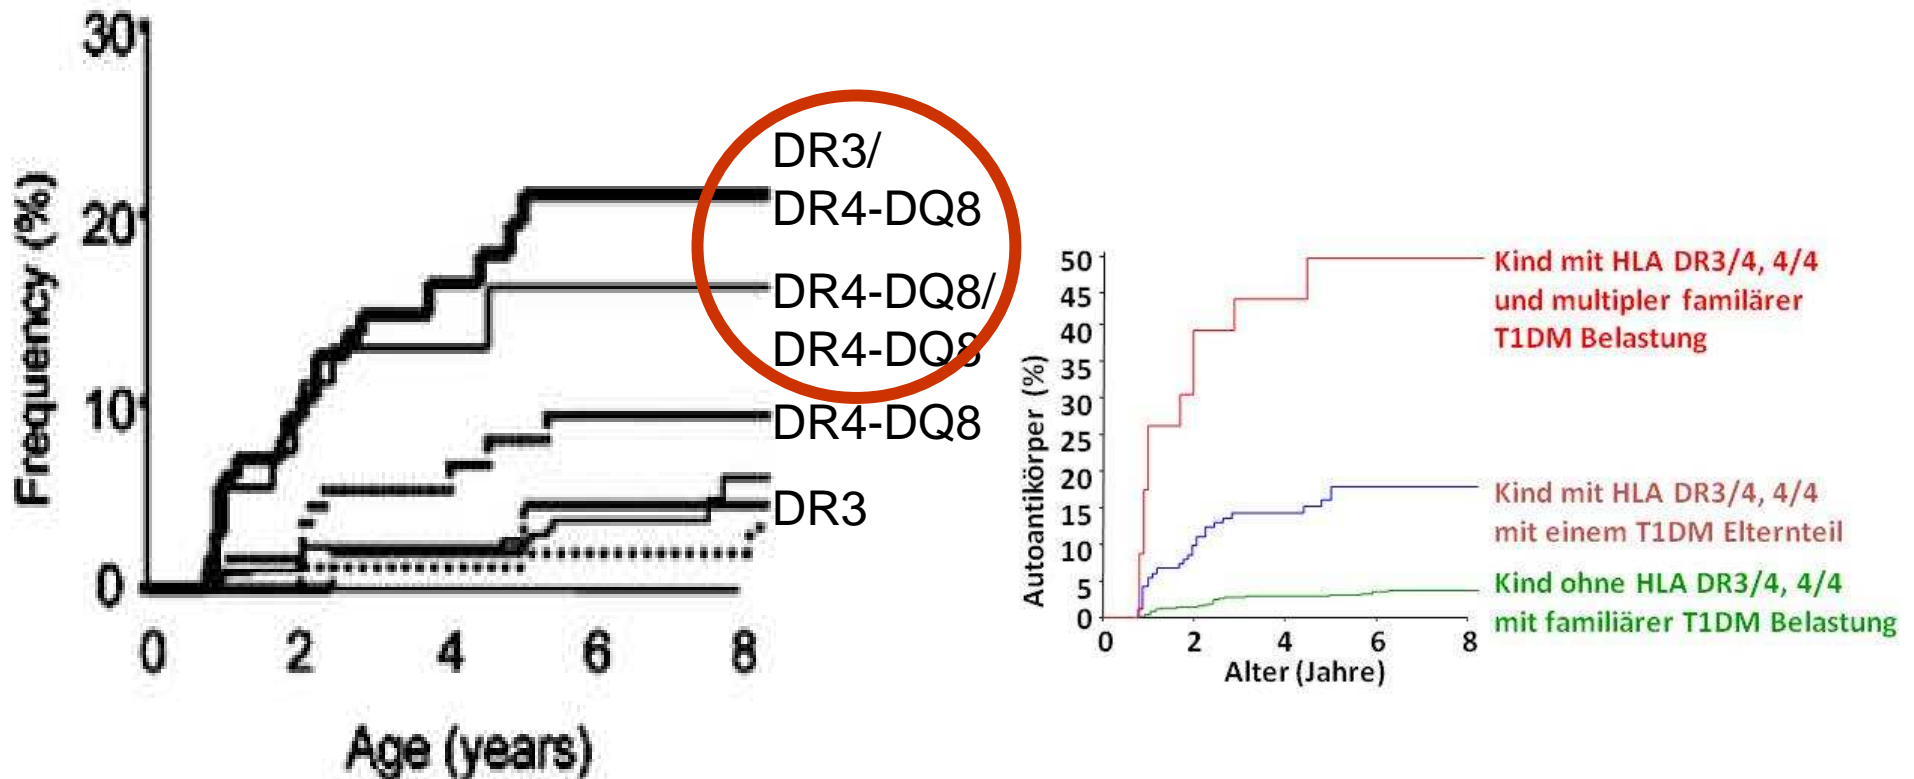 30
20
10
0
Frequency (%)
0 2 4 6 8
Age (years)
DR3/
DR4-DQ8
DR4-DQ8/
DR4-DQ8
DR4-DQ8
DR3
50
45
40
35
30
25
20
15
10
5
0
Autoantikörper (%)
0 2 4 6 8
Alter (Jahre)
Kind mit HLA DR3/4, 4/4
und multipler familärer
T1DM Belastung
Kind mit HLA DR3/4, 4/4
mit einem T1DM Elternteil
Kind ohne HLA DR3/4, 4/4
mit familiärer T1DM Belastung